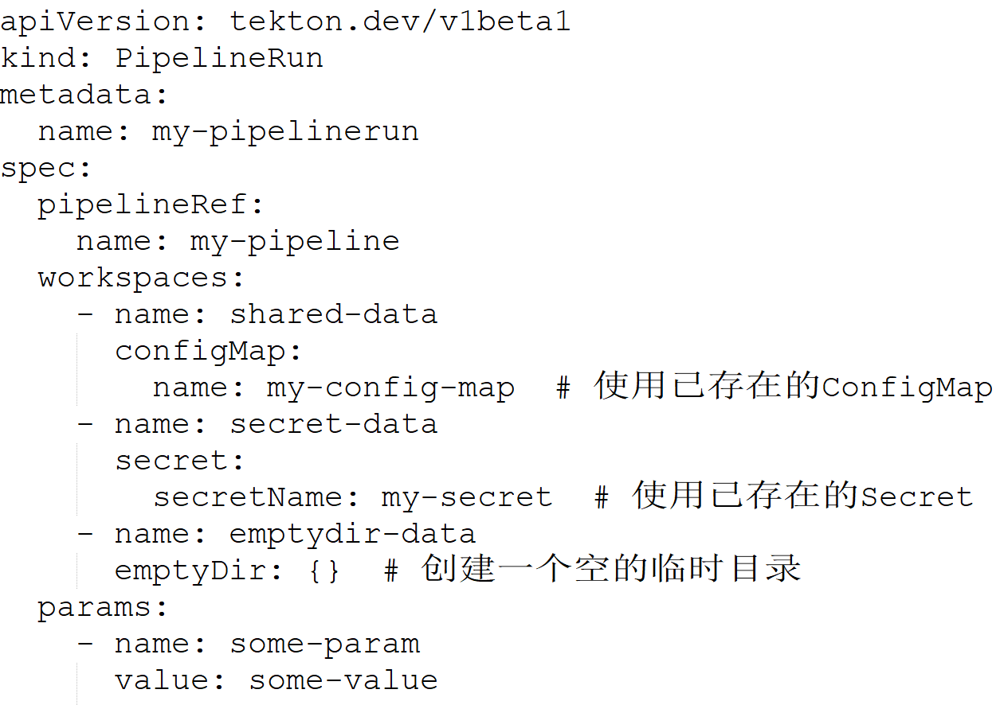 apiVersion: tekton.dev/v1beta1
kind: PipelineRun
metadata:
  name: my-pipelinerun
spec:
  pipelineRef:
    name: my-pipeline
  workspaces:
    - name: shared-data
      configMap:
        name: my-config-map  # 使用已存在的ConfigMap
    - name: secret-data
      secret:
        secretName: my-secret  # 使用已存在的Secret
    - name: emptydir-data
      emptyDir: {}  # 创建一个空的临时目录
  params:
    - name: some-param
      value: some-value